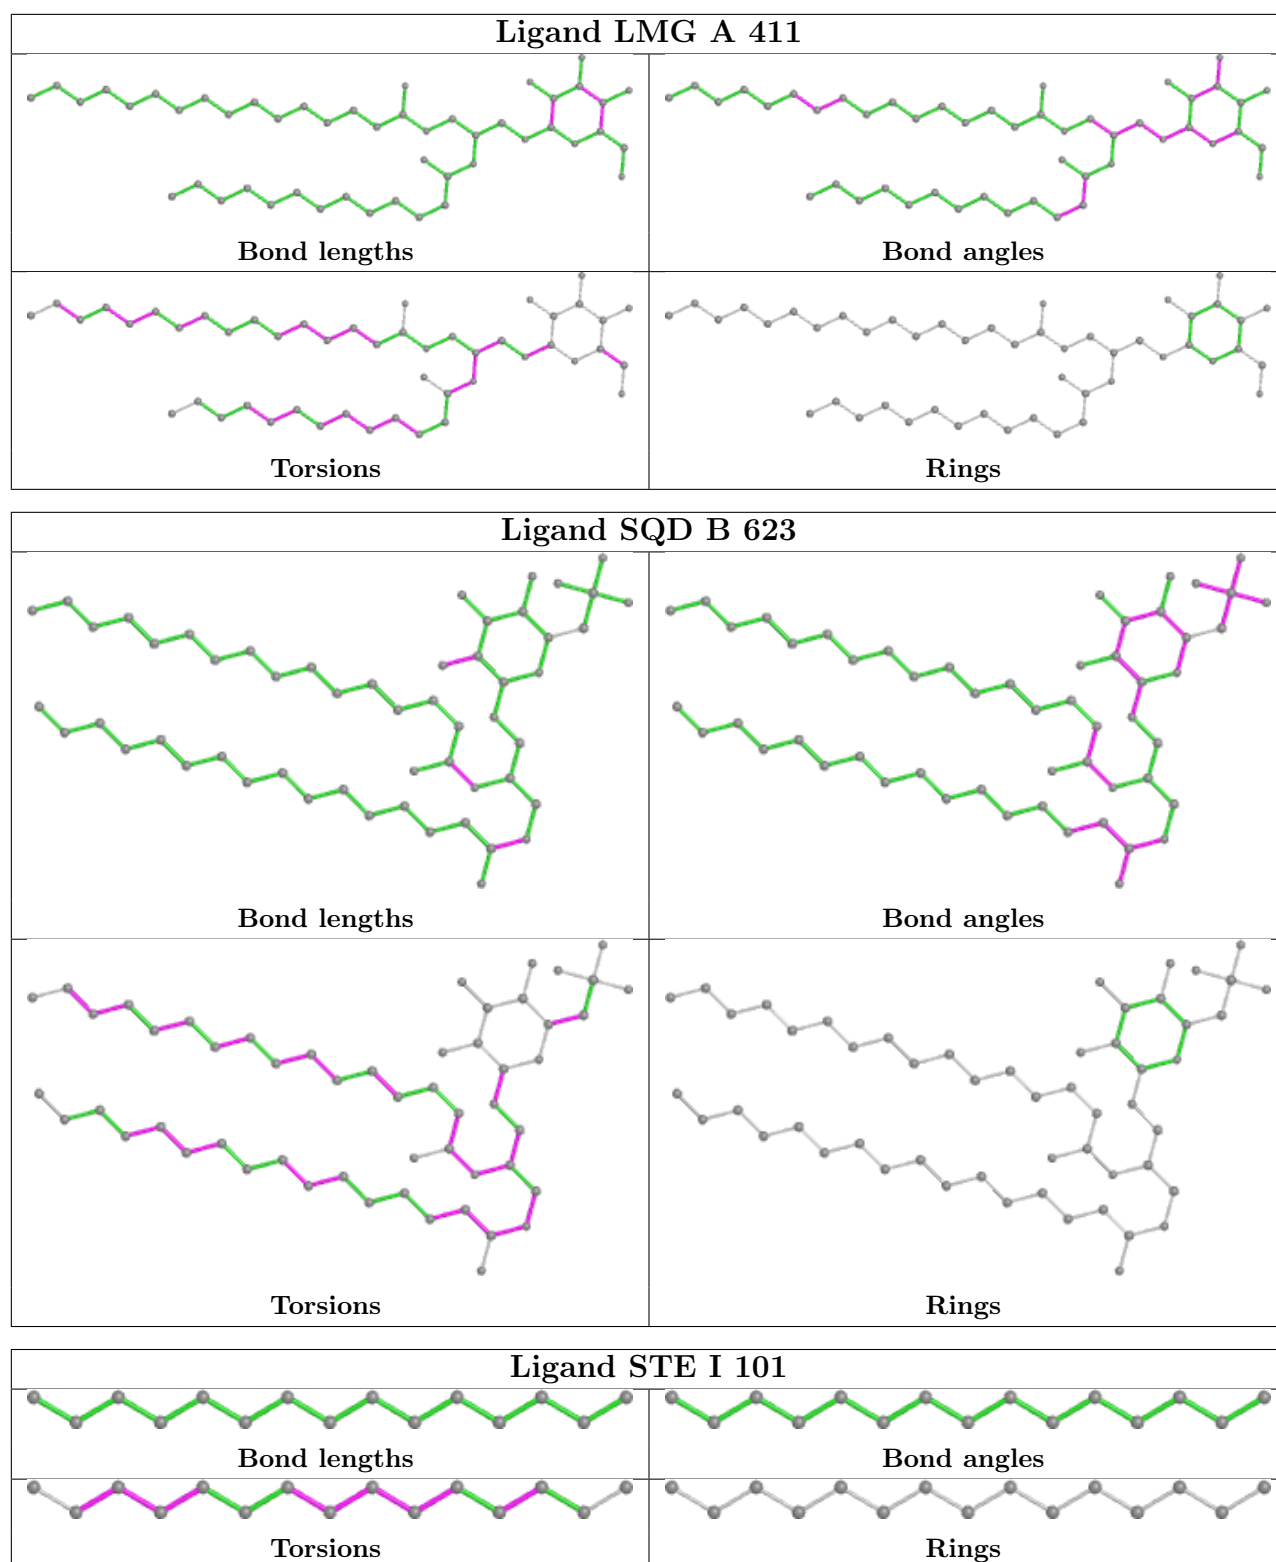 Ligand LMG A 411
Bond lengths
Bond angles
Torsions
Rings
Ligand SQD B 623
Bond lengths
Bond angles
Torsions
Rings
Ligand STE I 101
Bond lengths
Bond angles
Torsions
Rings